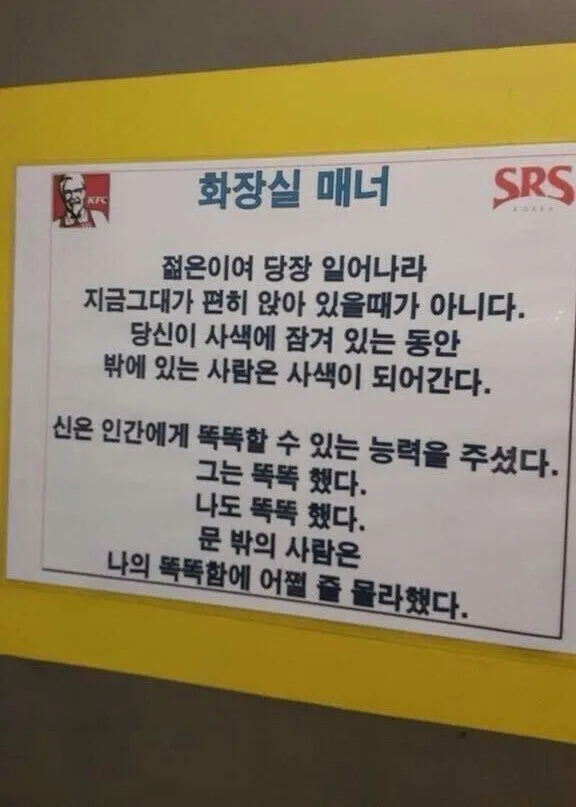 KFC
화장실 매너
SRS
KOREA
젊은이여 당장 일어나라
지금그대가 편히 앉아 있을때가 아니다.
당신이 사색에 잠겨 있는 동안
밖에 있는 사람은 사색이 되어간다.
신은 인간에게 똑똑할 수 있는 능력을 주셨다.
그는 똑똑 했다.
나도 똑똑 했다.
문 밖의 사람은
나의 똑똑함에 어쩔 줄 몰라했다.